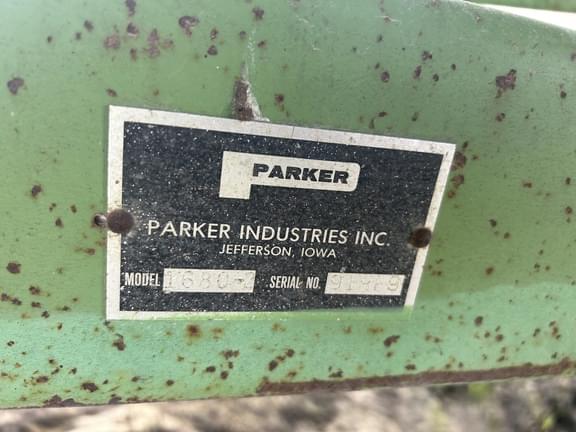 PARKER
PARKER INDUSTRIES INC.
JEFFERSON, IOWA
MODEL SERIAL NO.